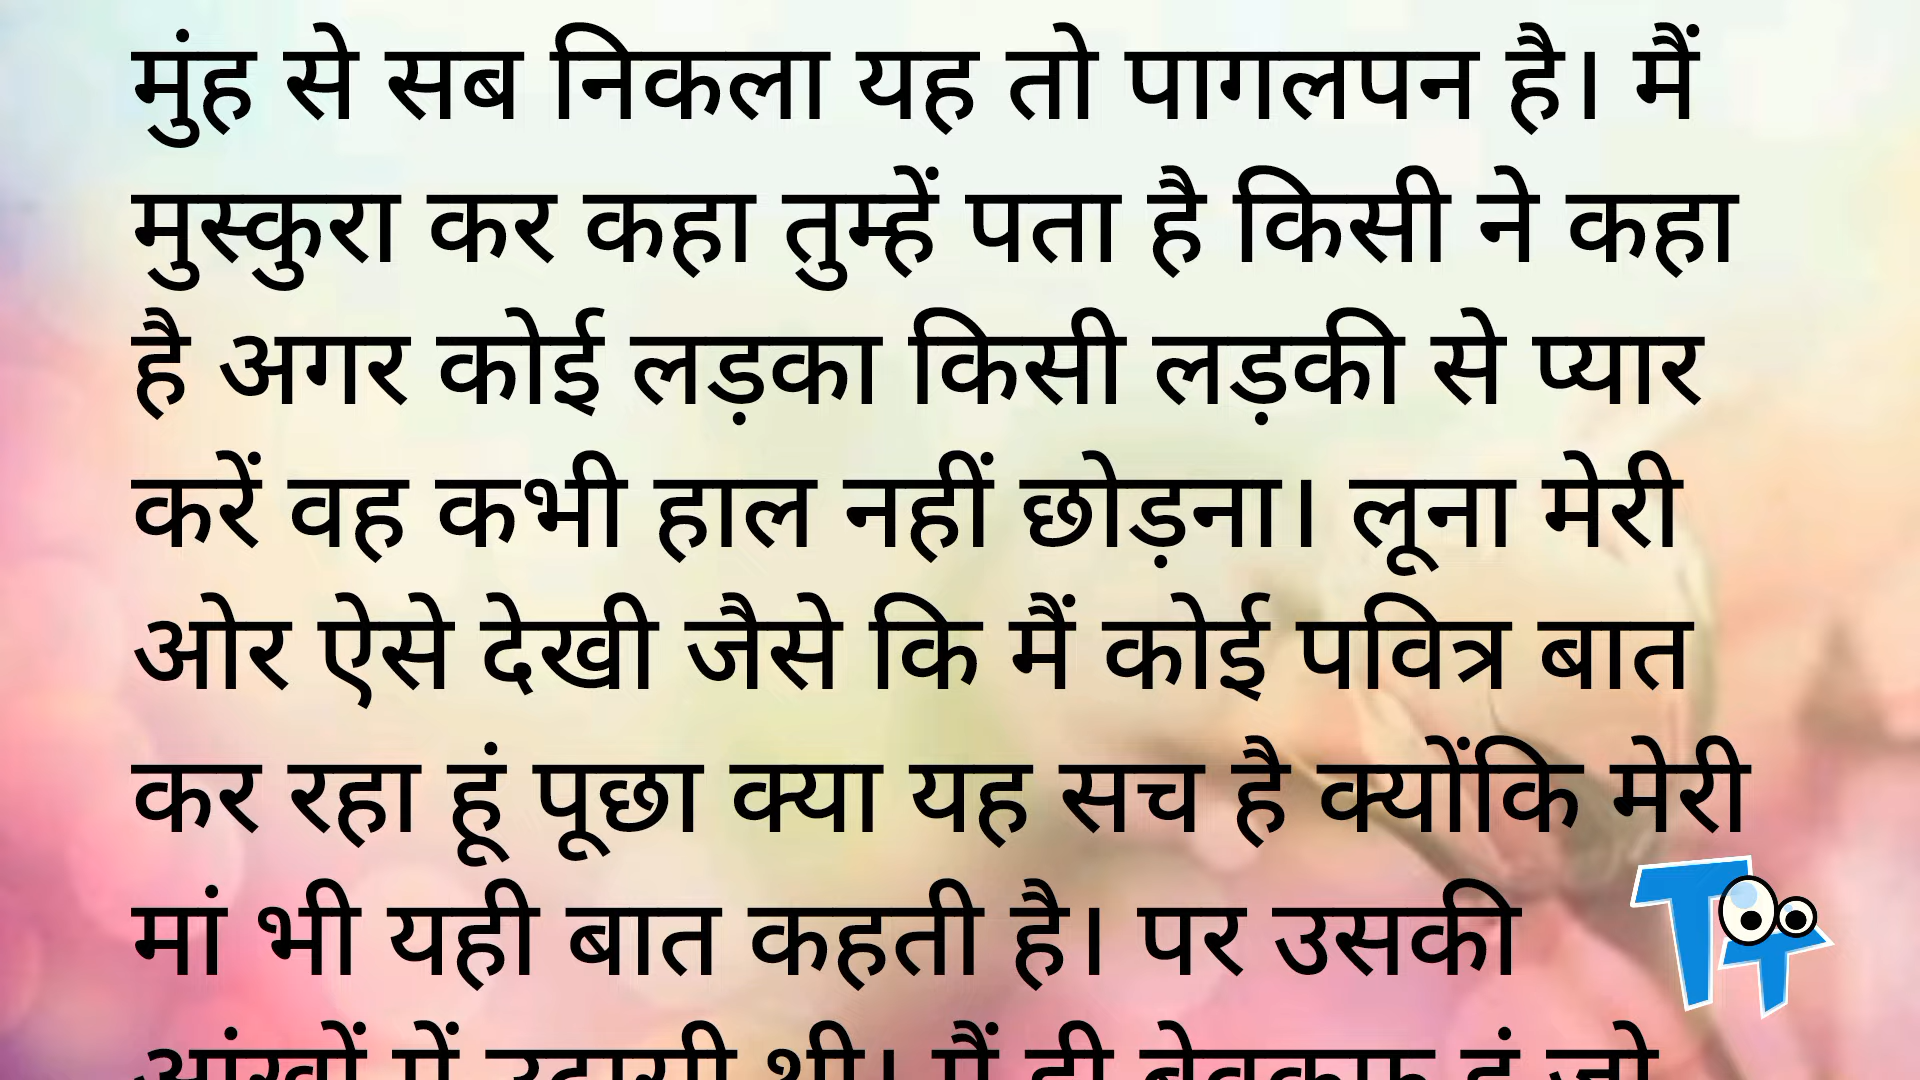 मुंह से सब निकला यह तो पागलपन है। मैं
मुस्कुरा कर कहा तुम्हें पता है किसी ने कहा
है अगर कोई लड़का किसी लड़की से प्यार
करें वह कभी हाल नहीं छोड़ना। लूना मेरी
ओर ऐसे देखी जैसे कि मैं कोई पवित्र बात
कर रहा हूं पूछा क्या यह सच है क्योंकि मेरी
मां भी यही बात कहती है। पर उसकी
आंखों में उदासी थी। मैं ही बेवकूफ हूं जो